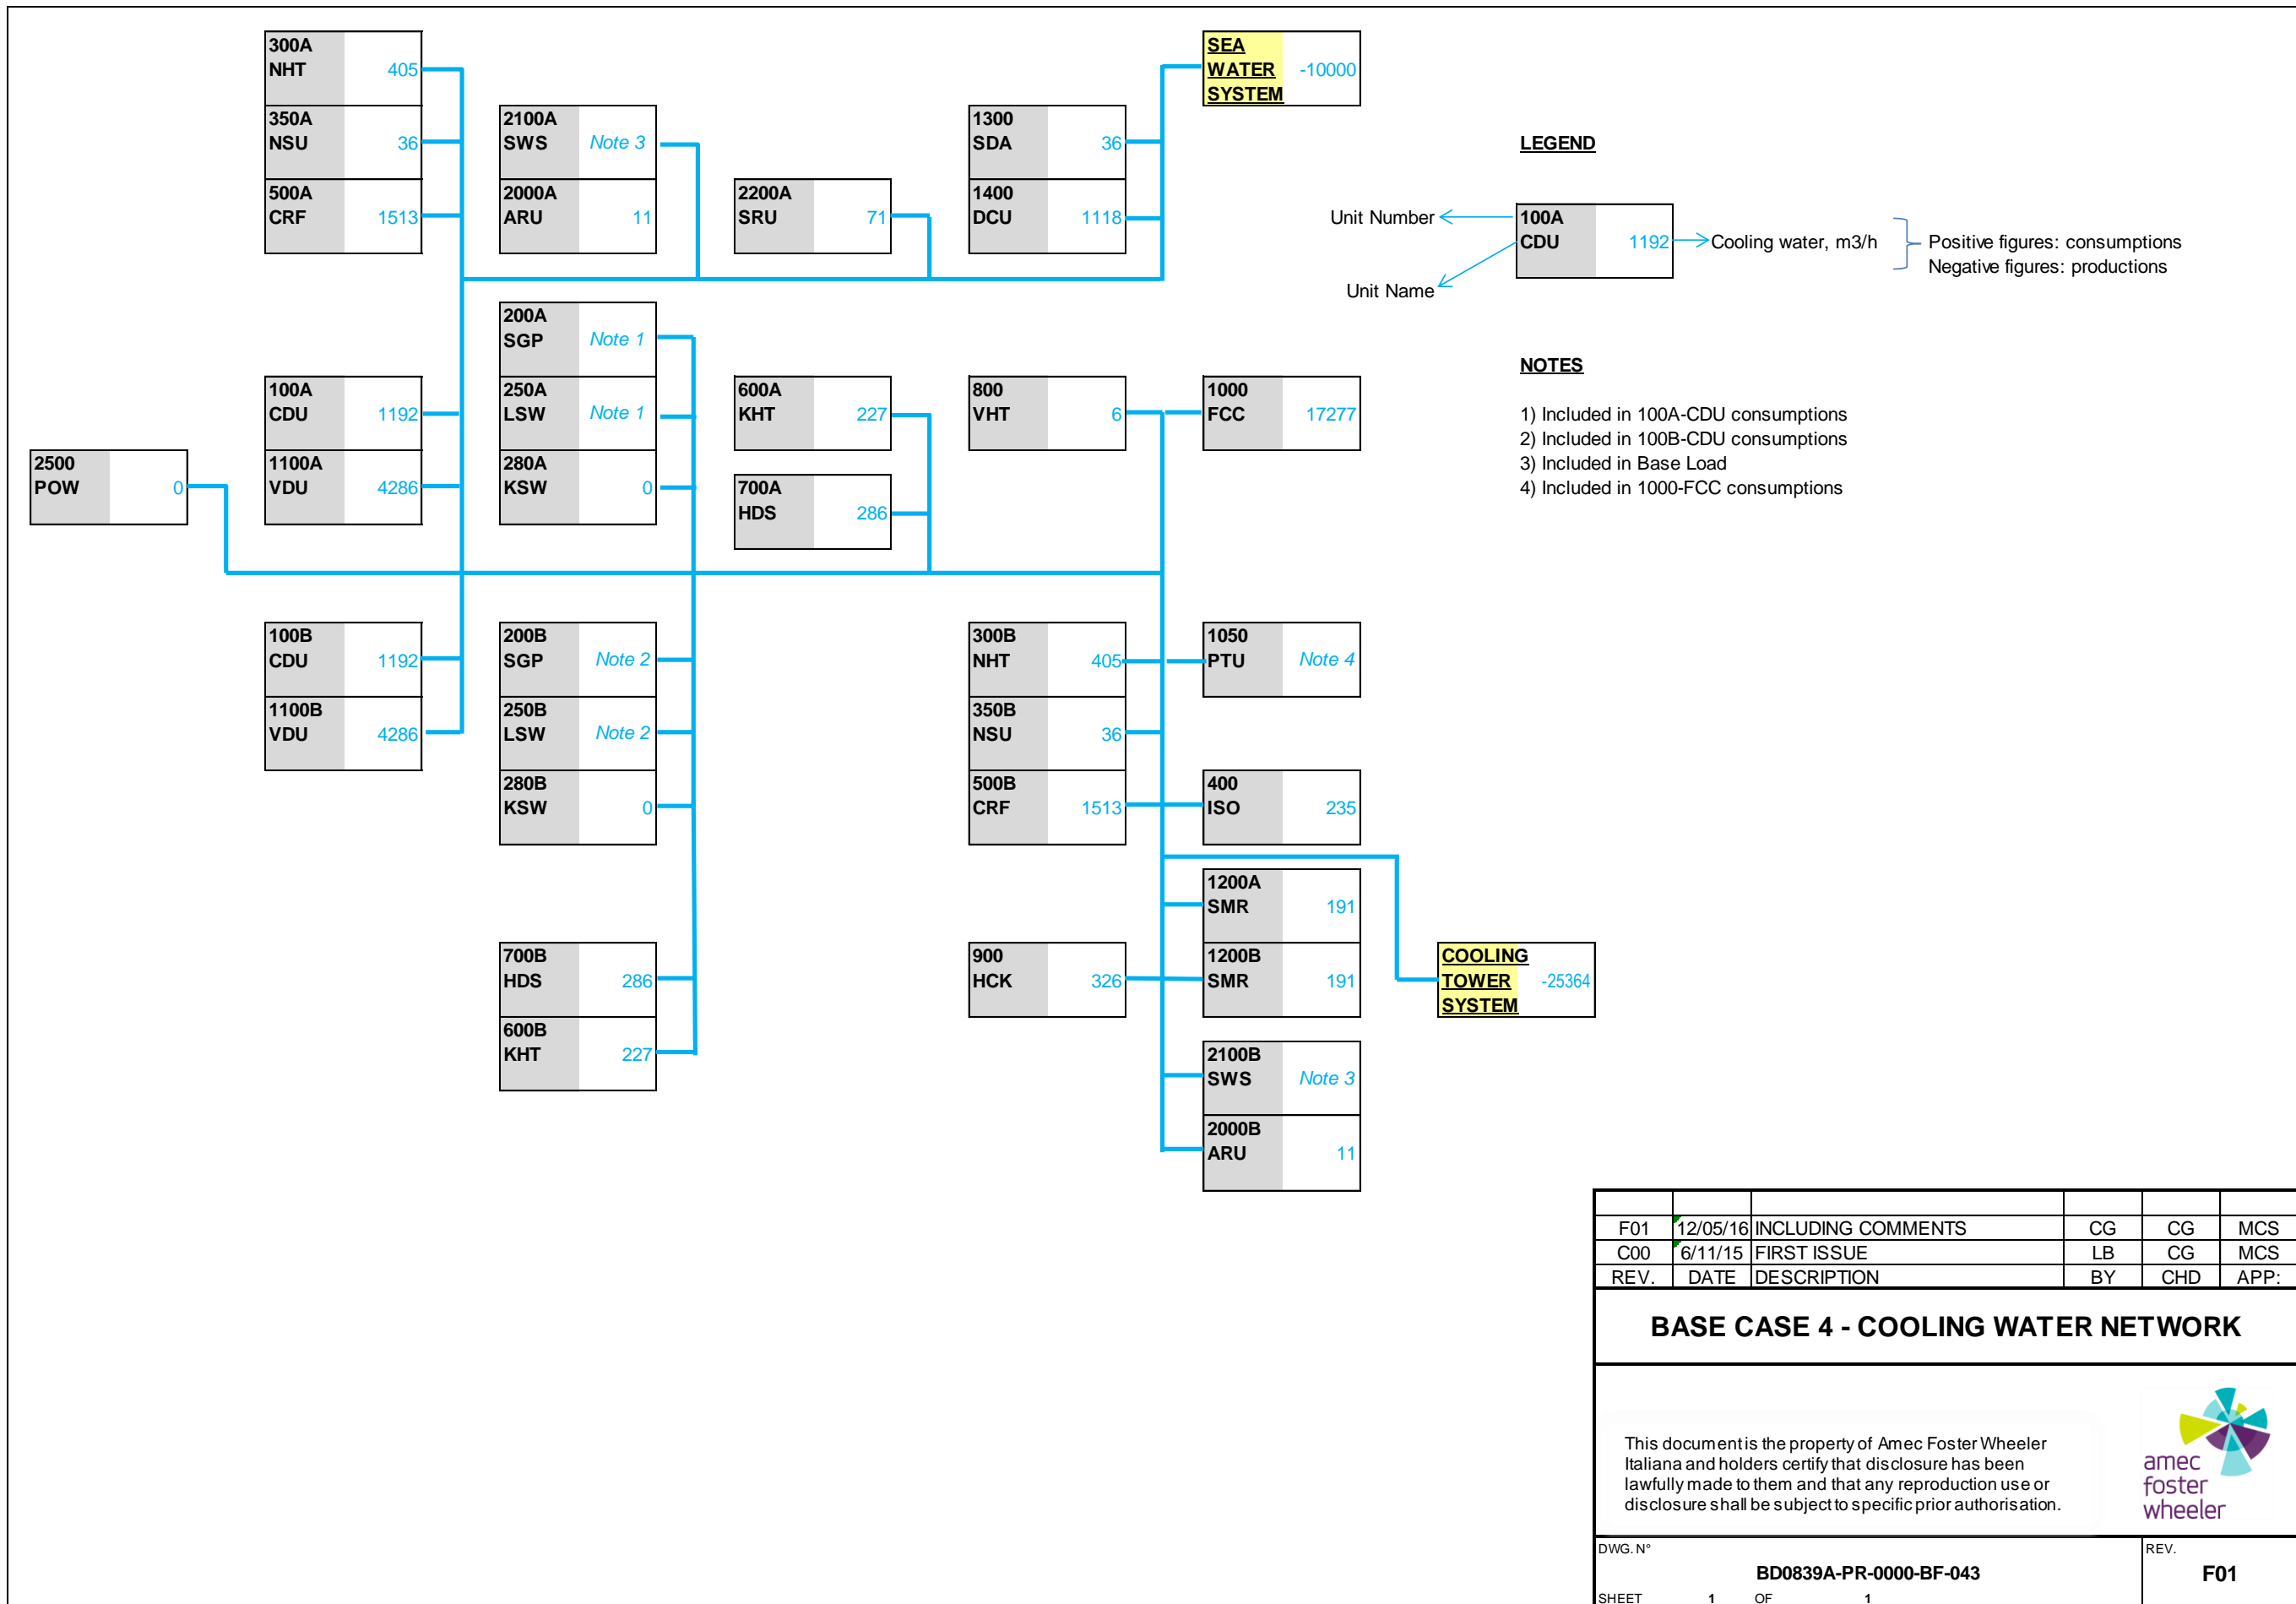 300A
NHT 405
350A
NSU 36
500A
CRF 1513
2100A
SWS Note 3
2000A
ARU 11
2200A
SRU 71
1300
SDA 36
1400
DCU 1118
SEA
WATER -10000
SYSTEM
LEGEND
Unit Number
100A
CDU 1192
Cooling water, m3/h
Positive figures: consumptions
Negative figures: productions
Unit Name
200A
SGP Note 1
250A
LSW Note 1
280A
KSW 0
100A
CDU 1192
1100A
VDU 4286
2500
POW 0
600A
KHT 227
700A
HDS 286
800
VHT 6
1000
FCC 17277
NOTES
1) Included in 100A-CDU consumptions
2) Included in 100B-CDU consumptions
3) Included in Base Load
4) Included in 1000-FCC consumptions
100B
CDU 1192
1100B
VDU 4286
200B
SGP Note 2
250B
LSW Note 2
280B
KSW 0
300B
NHT 405
350B
NSU 36
500B
CRF 1513
1050
PTU Note 4
400
ISO 235
1200A
SMR 191
1200B
SMR 191
900
HCK 326
700B
HDS 286
600B
KHT 227
COOLING
TOWER -25364
SYSTEM
2100B
SWS Note 3
2000B
ARU 11
F01 12/05/16 INCLUDING COMMENTS CG CG MCS
C00 6/11/15 FIRST ISSUE LB CG MCS
REV. DATE DESCRIPTION BY CHD APP:
BASE CASE 4 - COOLING WATER NETWORK
This document is the property of Amec Foster Wheeler
Italiana and holders certify that disclosure has been
lawfully made to them and that any reproduction use or
disclosure shall be subject to specific prior authorisation.
amec
foster
wheeler
DWG. N° REV.
BD0839A-PR-0000-BF-043 F01
SHEET 1 OF 1